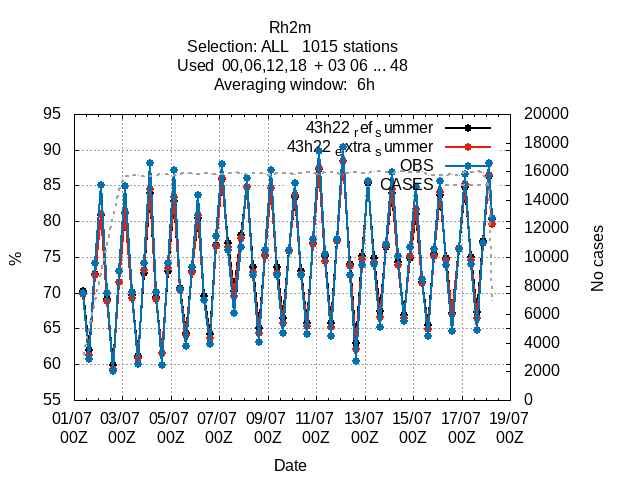 Rh2m
Selection: ALL   1015 stations
Used  00,06,12,18  + 03 06 ... 48
Averaging window:  6h
95
90
85
80
75
70
65
60
55
%
20000
18000
16000
14000
12000
10000
8000
6000
4000
2000
0
No cases
43h22 ref summer
43h22 extra summer
OBS
CASES
01/07 03/07 05/07 07/07 09/07 11/07 13/07 15/07 17/07 19/07
00Z 00Z 00Z 00Z 00Z 00Z 00Z 00Z 00Z 00Z
Date